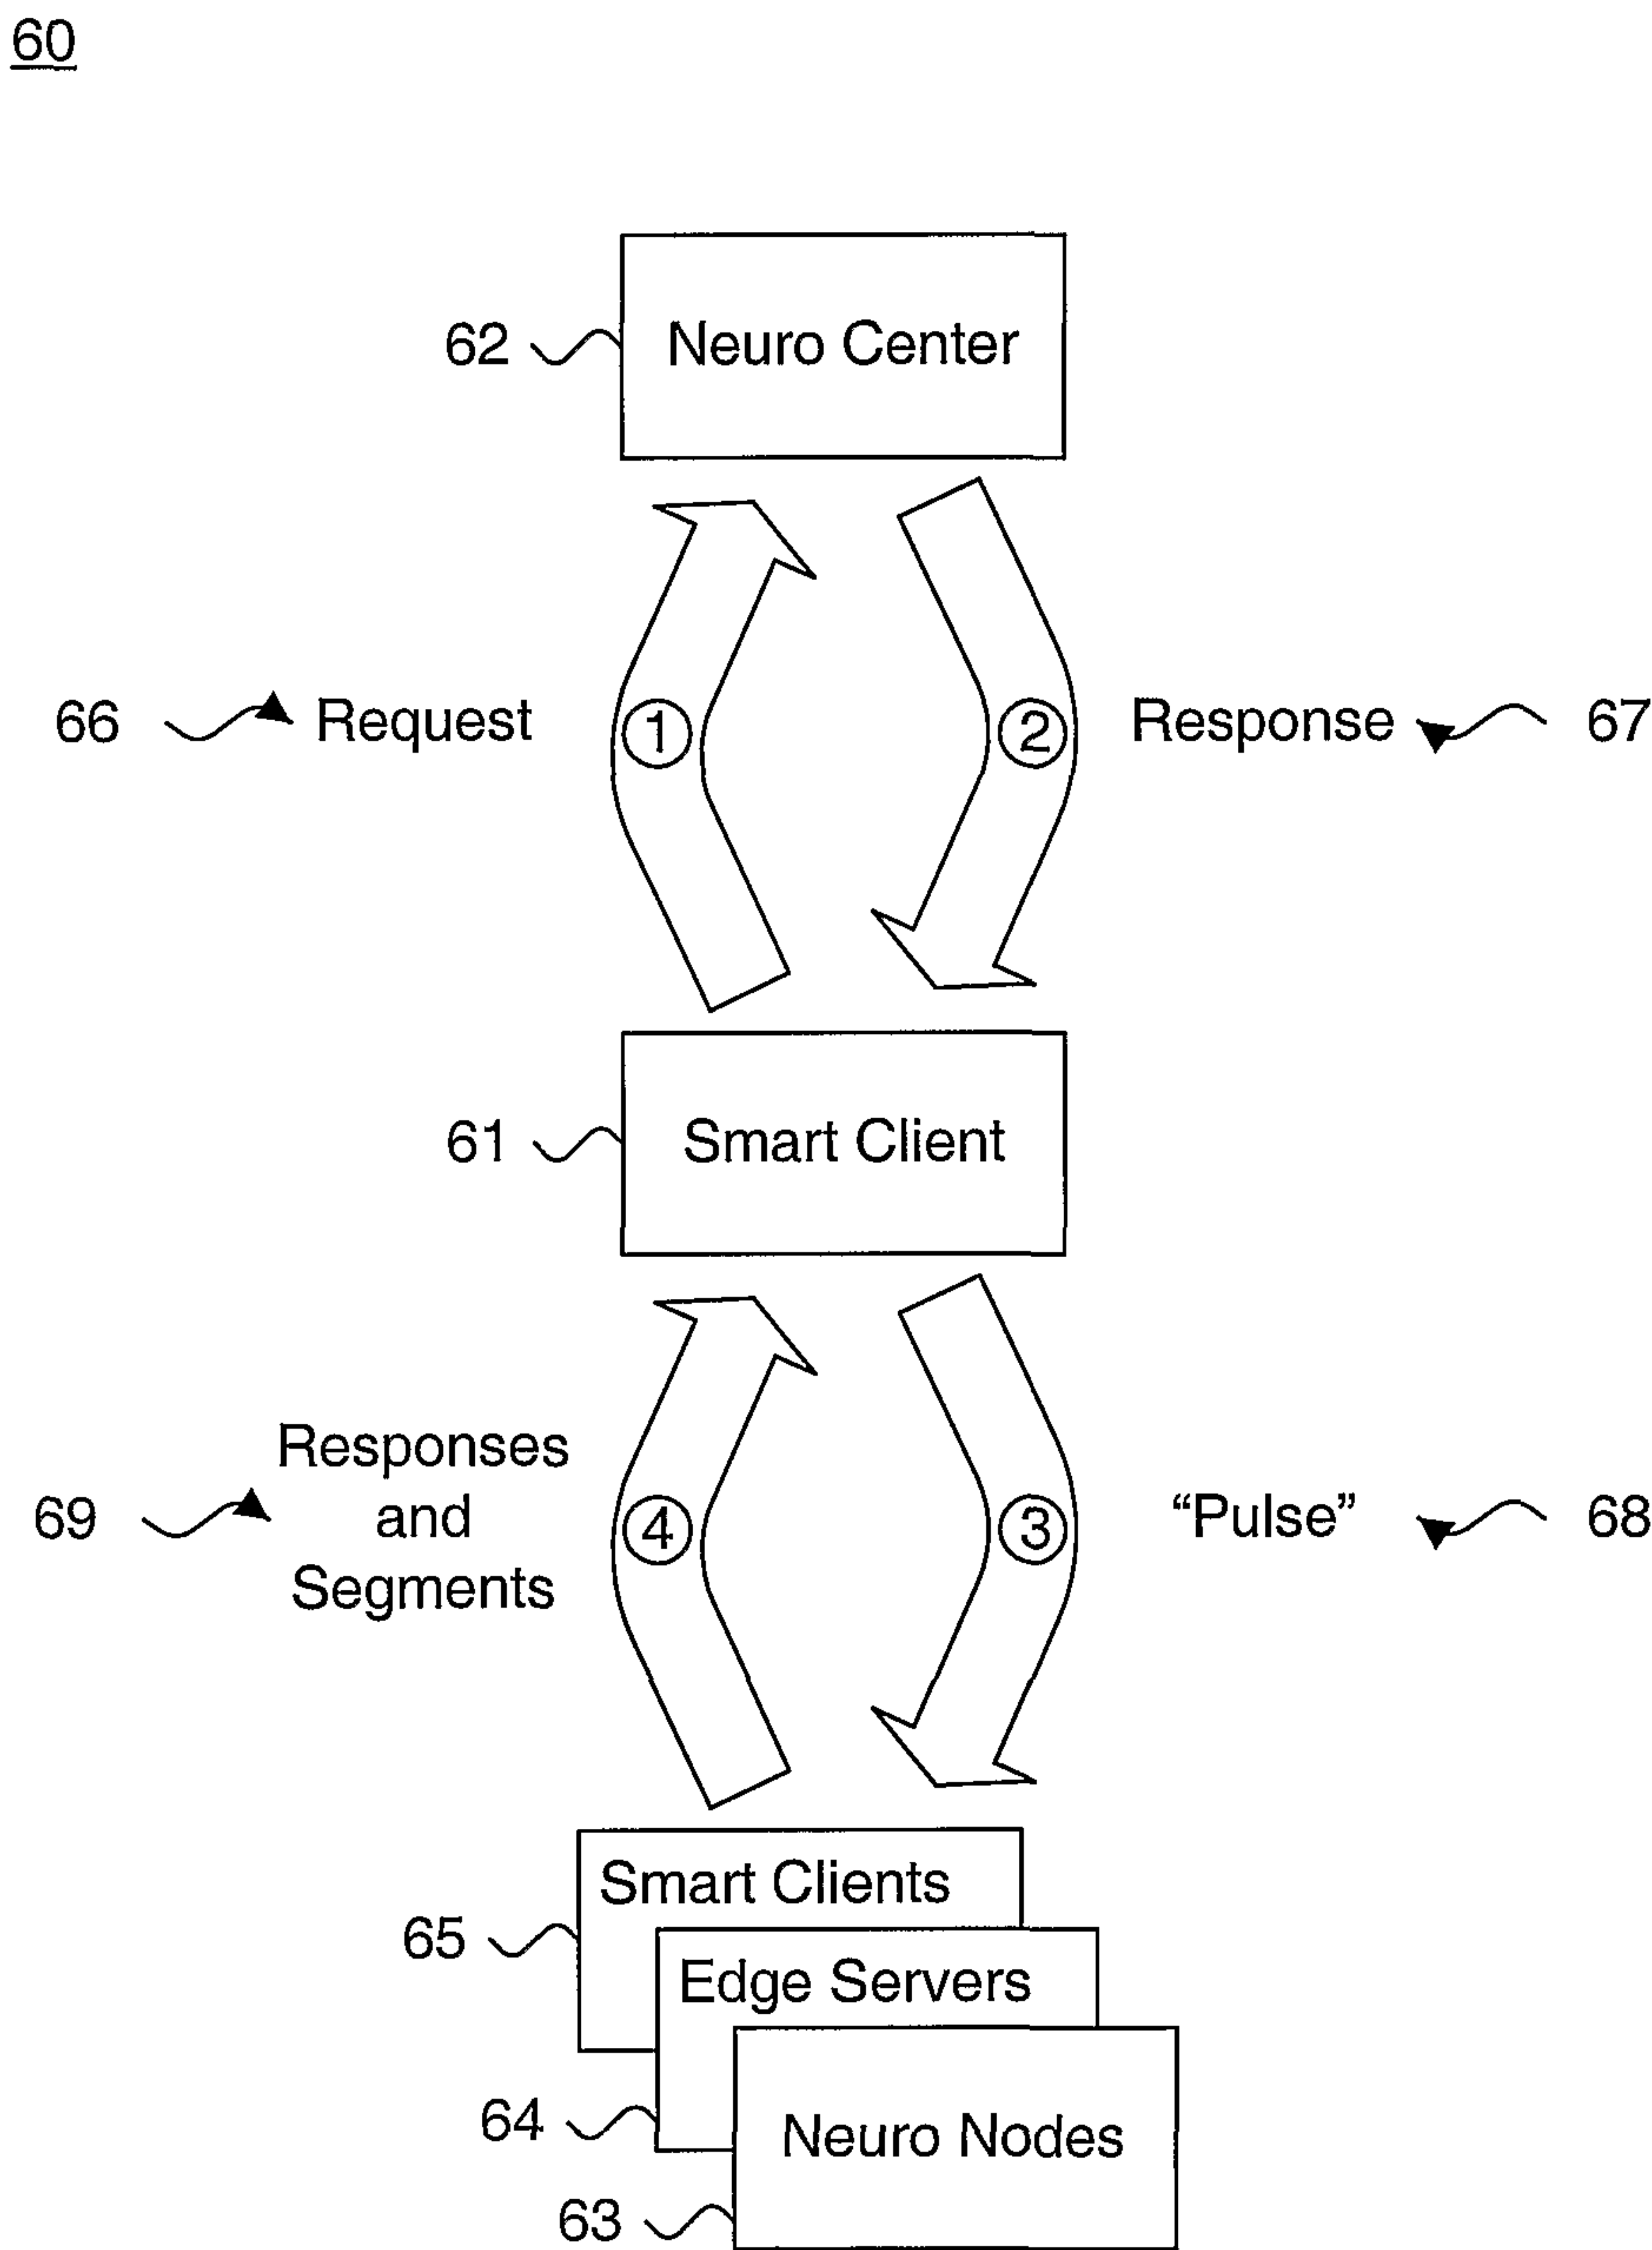 60
62
Neuro Center
66
Request
1
2
Response
67
61
Smart Client
69
Responses
and
Segments
4
3
“Pulse”
68
65
Smart Clients
Edge Servers
64
Neuro Nodes
63